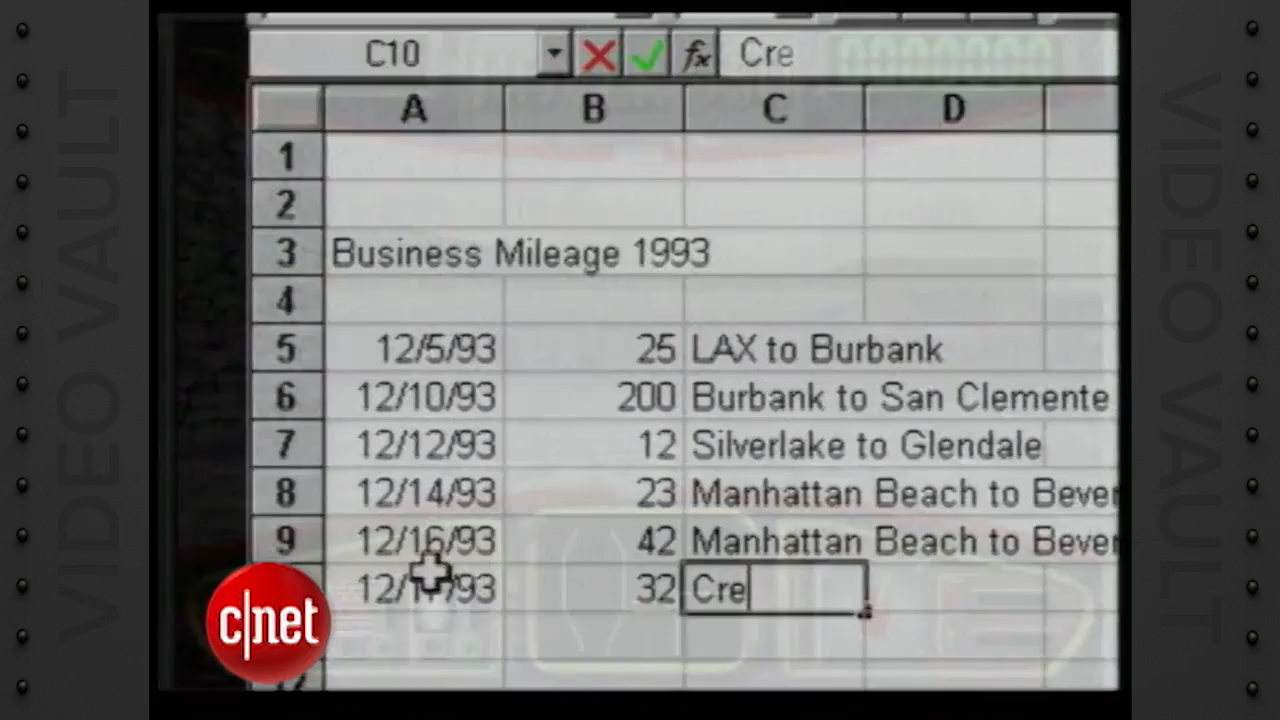 C10 fx Cre
A B C D
1
2
3 Business Mileage 1993
4
5 12/5/93 25 LAX to Burbank
6 12/10/93 200 Burbank to San Clemente
7 12/12/93 12 Silverlake to Glendale
8 12/14/93 23 Manhattan Beach to Bever
9 12/16/93 42 Manhattan Beach to Bever
32 Cre
c|net
VIDEO VAULT
VIDEO VAULT